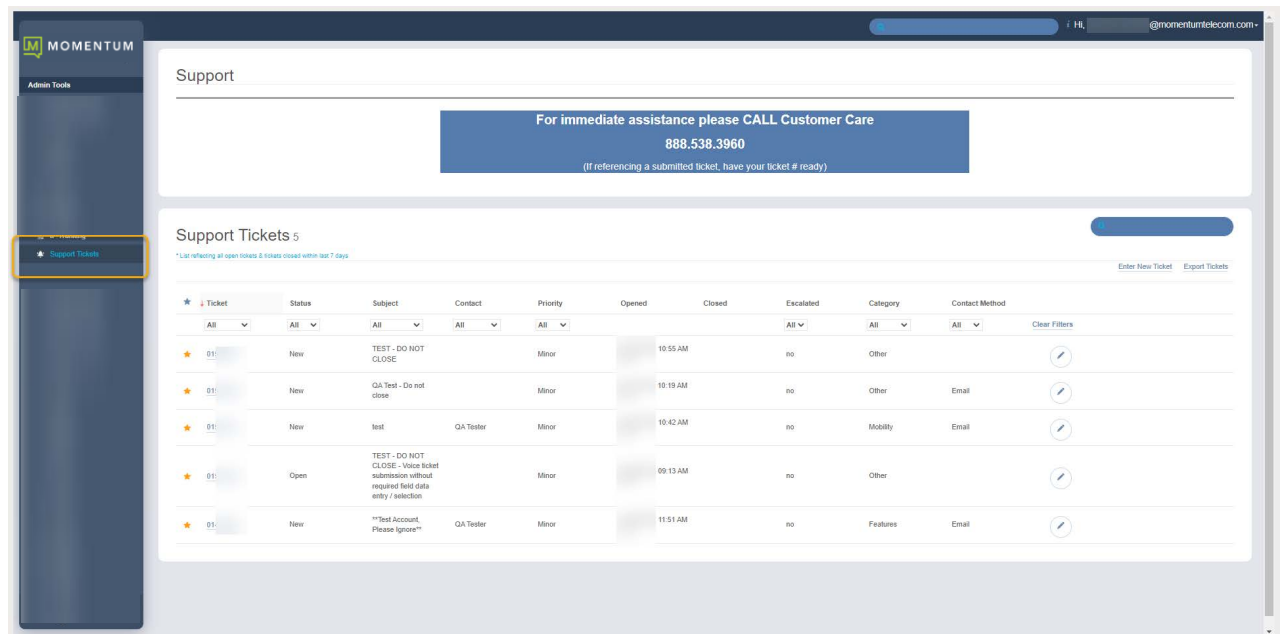 Hi, @momentumtelecom.com
M MOMENTUM
Admin Tools
Support
For immediate assistance please CALL Customer Care
888.538.3960
(If referencing a submitted ticket, have your ticket # ready)
Support Tickets
Support Tickets 5
* List reflecting all open tickets & tickets closed within last 7 days
Enter New Ticket Export Tickets
Ticket Status Subject Contact Priority Opened Closed Escalated Category Contact Method
All All All All All All All All Clear Filters
01 New TEST - DO NOT CLOSE Minor 10:55 AM no Other
01 New QA Test - Do not close Minor 10:19 AM no Other Email
01 New test QA Tester Minor 10:42 AM no Mobility Email
01 Open TEST - DO NOT CLOSE - Voice ticket submission without required field data entry / selection Minor 09:13 AM no Other
01 New **Test Account, Please Ignore** QA Tester Minor 11:51 AM no Features Email